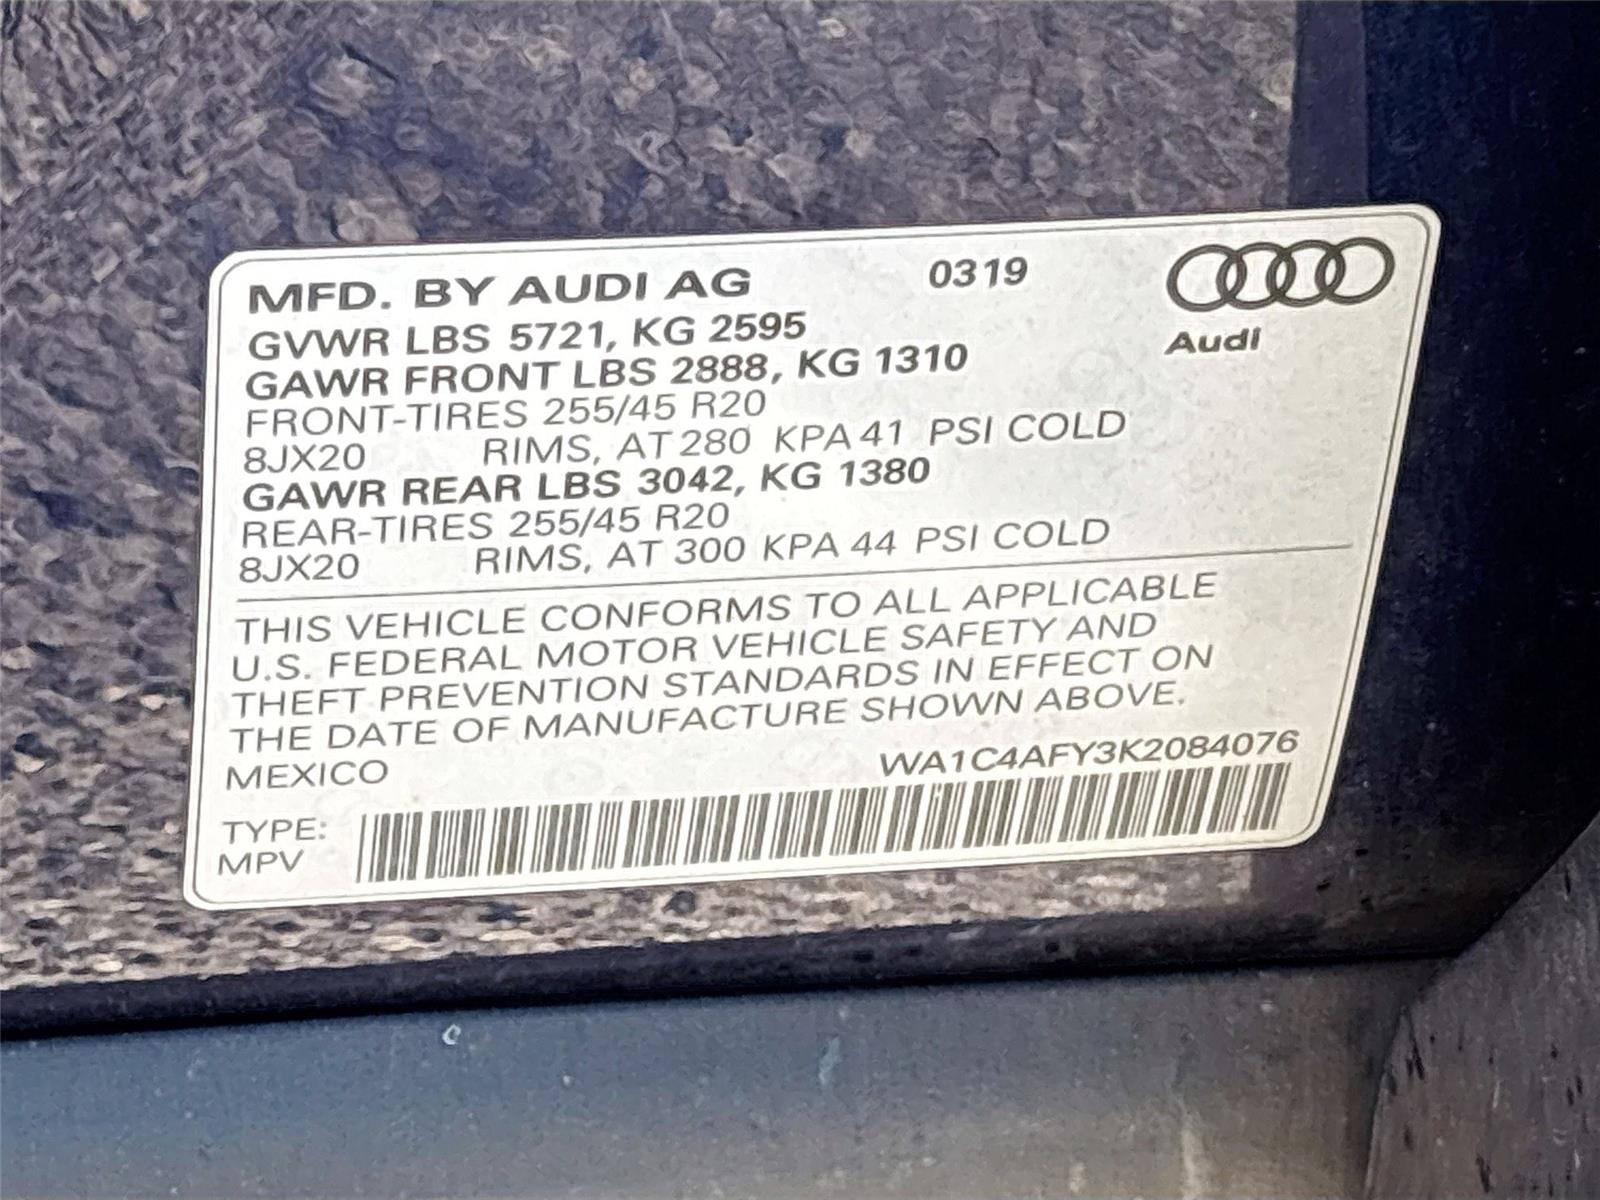 MFD. BY AUDI AG 0319
GVWR LBS 5721, KG 2595
Audi
GAWR FRONT LBS 2888, KG 1310
FRONT-TIRES 255/45 R20
8JX20 RIMS, AT 280 KPA 41 PSI COLD
GAWR REAR LBS 3042, KG 1380
REAR-TIRES 255/45 R20
8JX20 RIMS, AT 300 KPA 44 PSI COLD
THIS VEHICLE CONFORMS TO ALL APPLICABLE
U.S. FEDERAL MOTOR VEHICLE SAFETY AND
THEFT PREVENTION STANDARDS IN EFFECT ON
THE DATE OF MANUFACTURE SHOWN ABOVE.
MEXICO WA1C4AFY3K2084076
TYPE:
MPV